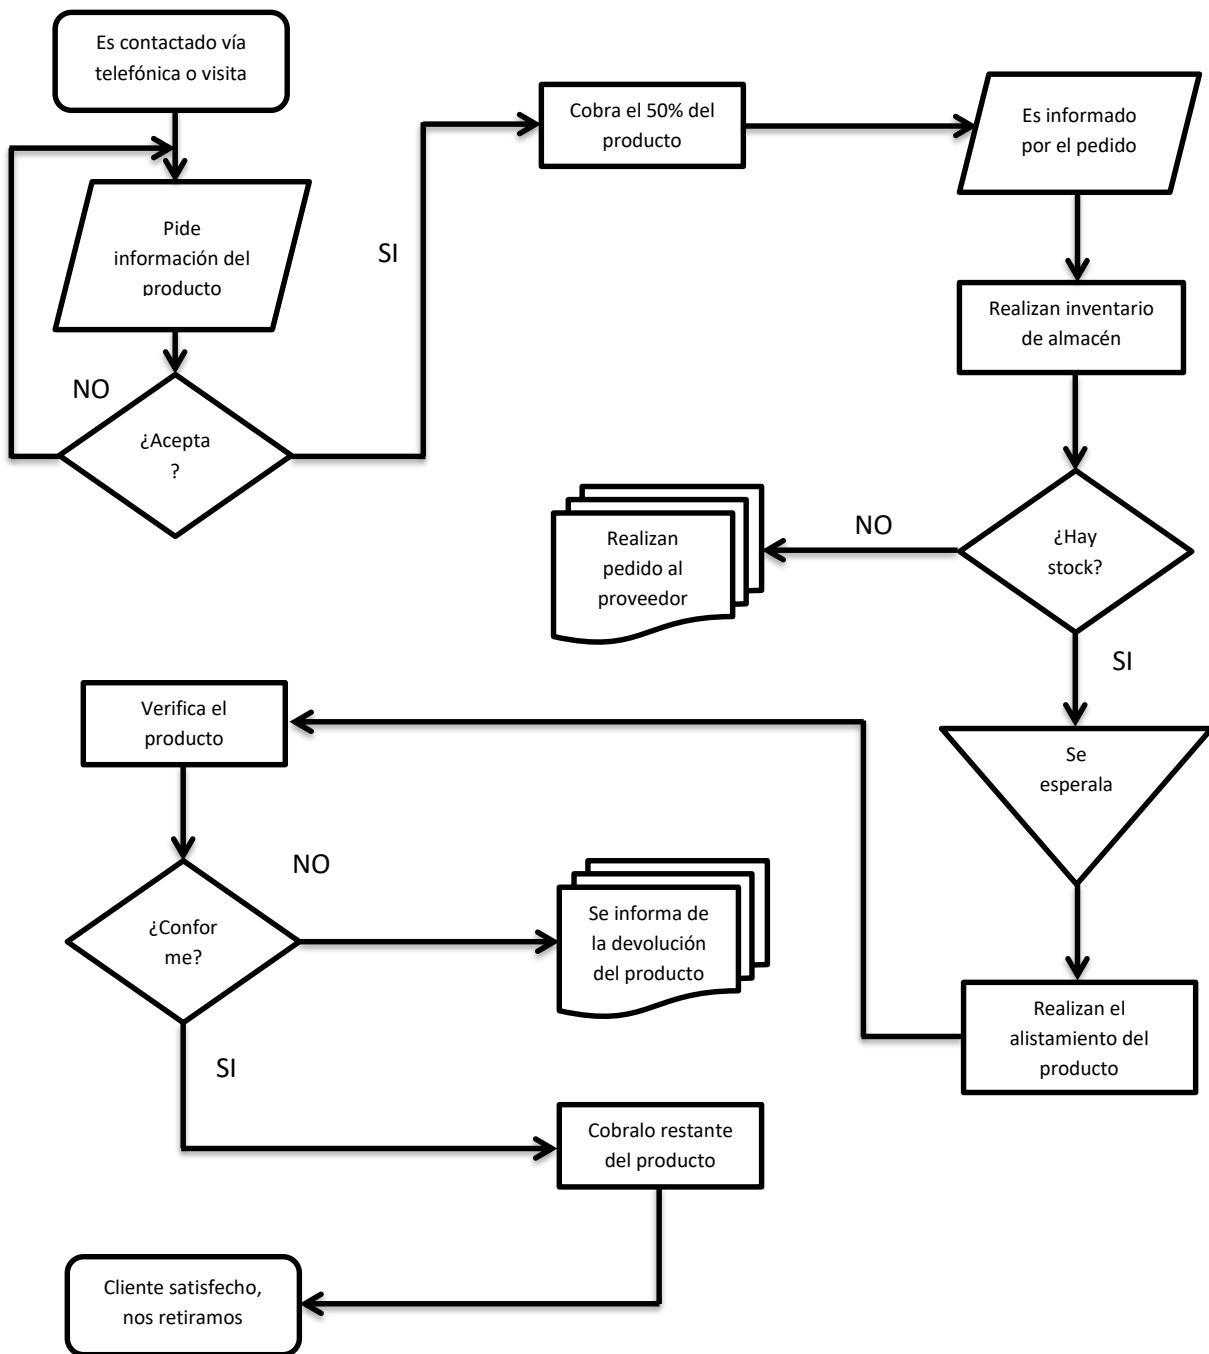 Es contactado vía
telefónica o visita
Pide
información del
producto
NO
¿Acepta
?
SI
Cobra el 50% del
producto
Es informado
por el pedido
Realizan inventario
de almacén
¿Hay
stock?
NO
Realizan
pedido al
proveedor
SI
Se
esperala
Realizan el
alistamiento del
producto
Verifica el
producto
¿Confor
me?
NO
Se informa de
la devolución
del producto
SI
Cobralo restante
del producto
Cliente satisfecho,
nos retiramos